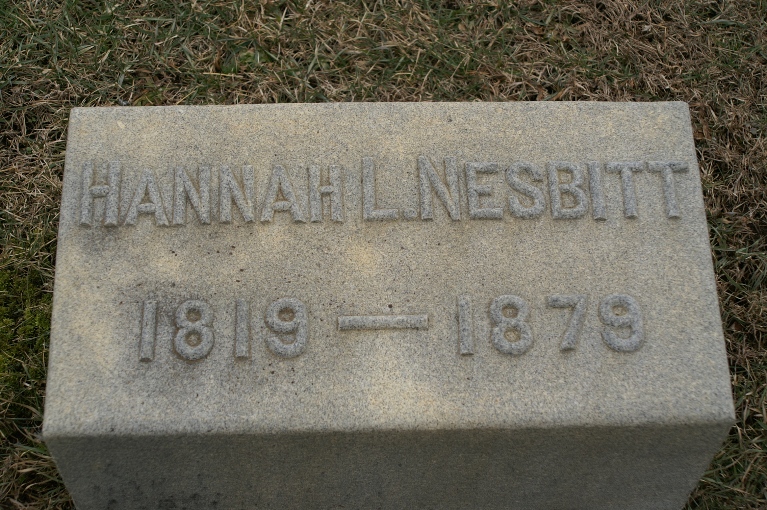 HANNAH L. NESBITT
1819 — 1879